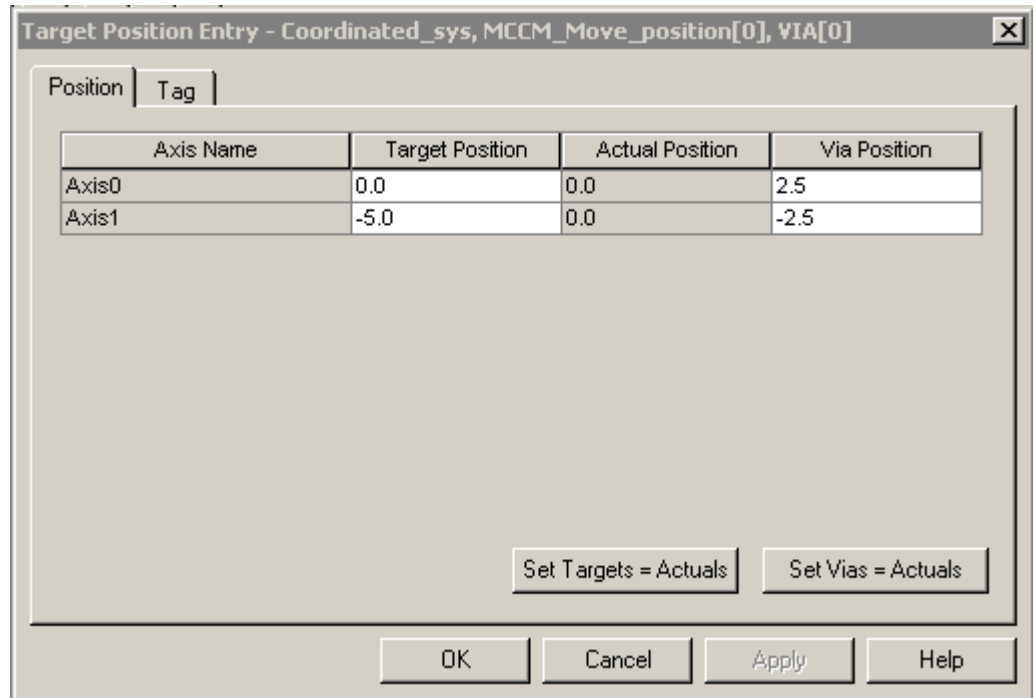 Target Position Entry - Coordinated_sys, MCCM_Move_position[0], VIA[0]
Position Tag
Axis Name Target Position Actual Position Via Position
Axis0 0.0 0.0 2.5
Axis1 -5.0 0.0 -2.5
Set Targets = Actuals Set Vias = Actuals
OK Cancel Apply Help